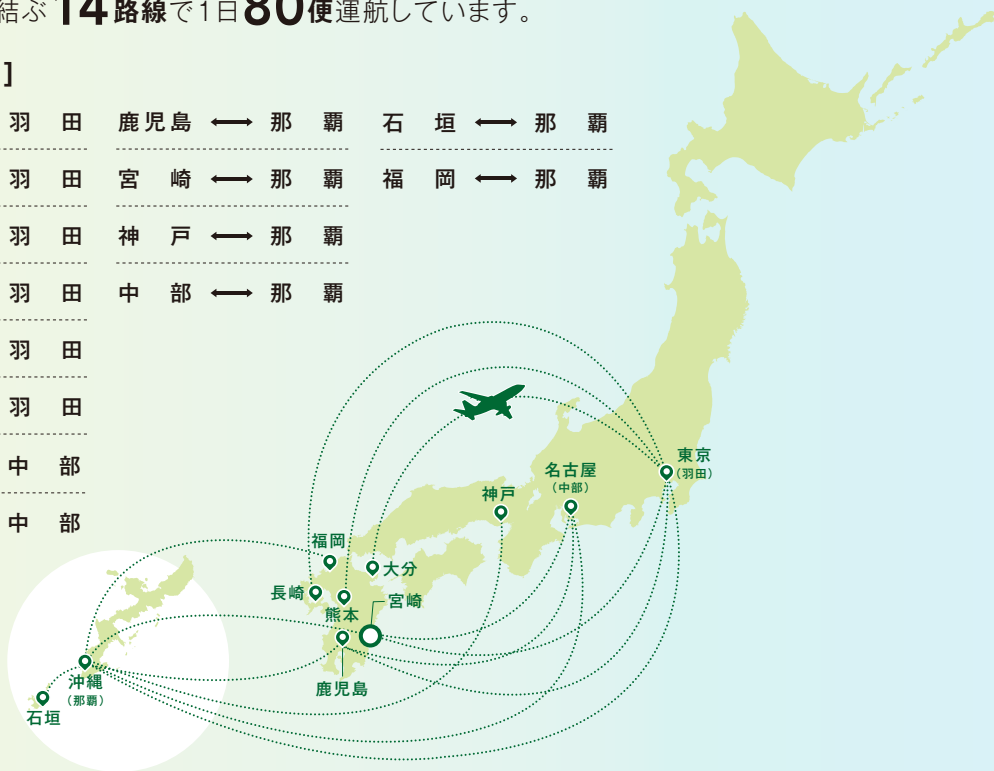 結ぶ14路線で1日80便運航しています。
]
羽田 鹿児島 ⟷ 那覇 石垣 ⟷ 那覇
羽田 宮崎 ⟷ 那覇 福岡 ⟷ 那覇
羽田 神戸 ⟷ 那覇
羽田 中部 ⟷ 那覇
羽田
羽田
中部
中部
東京
(羽田)
名古屋
(中部)
神戸
福岡
大分
長崎
宮崎
熊本
鹿児島
沖縄
(那覇)
石垣